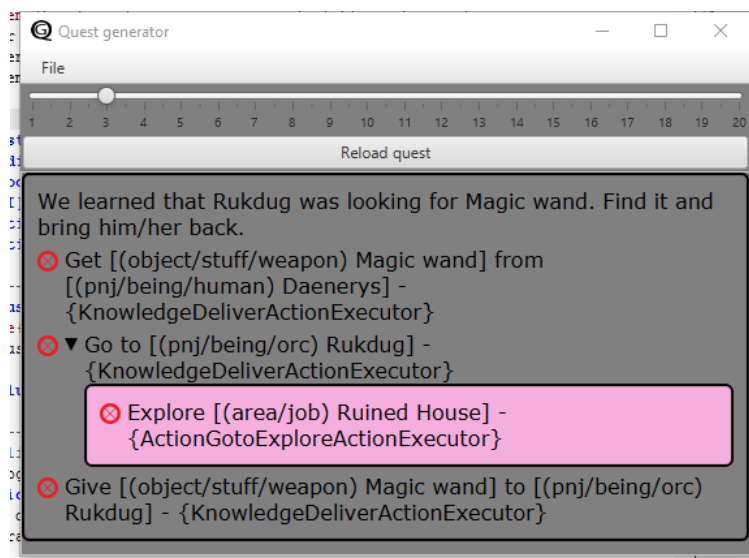 Quest generator
File
1 2 3 4 5 6 7 8 9 10 11 12 13 14 15 16 17 18 19 20
Reload quest
We learned that Rukdug was looking for Magic wand. Find it and
bring him/her back.
Get [(object/stuff/weapon) Magic wand] from
[(pnj/being/human) Daenerys] -
{KnowledgeDeliverActionExecutor}
Go to [(pnj/being/orc) Rukdug] -
{KnowledgeDeliverActionExecutor}
Explore [(area/job) Ruined House] -
{ActionGotoExploreActionExecutor}
Give [(object/stuff/weapon) Magic wand] to [(pnj/being/orc)
Rukdug] - {KnowledgeDeliverActionExecutor}